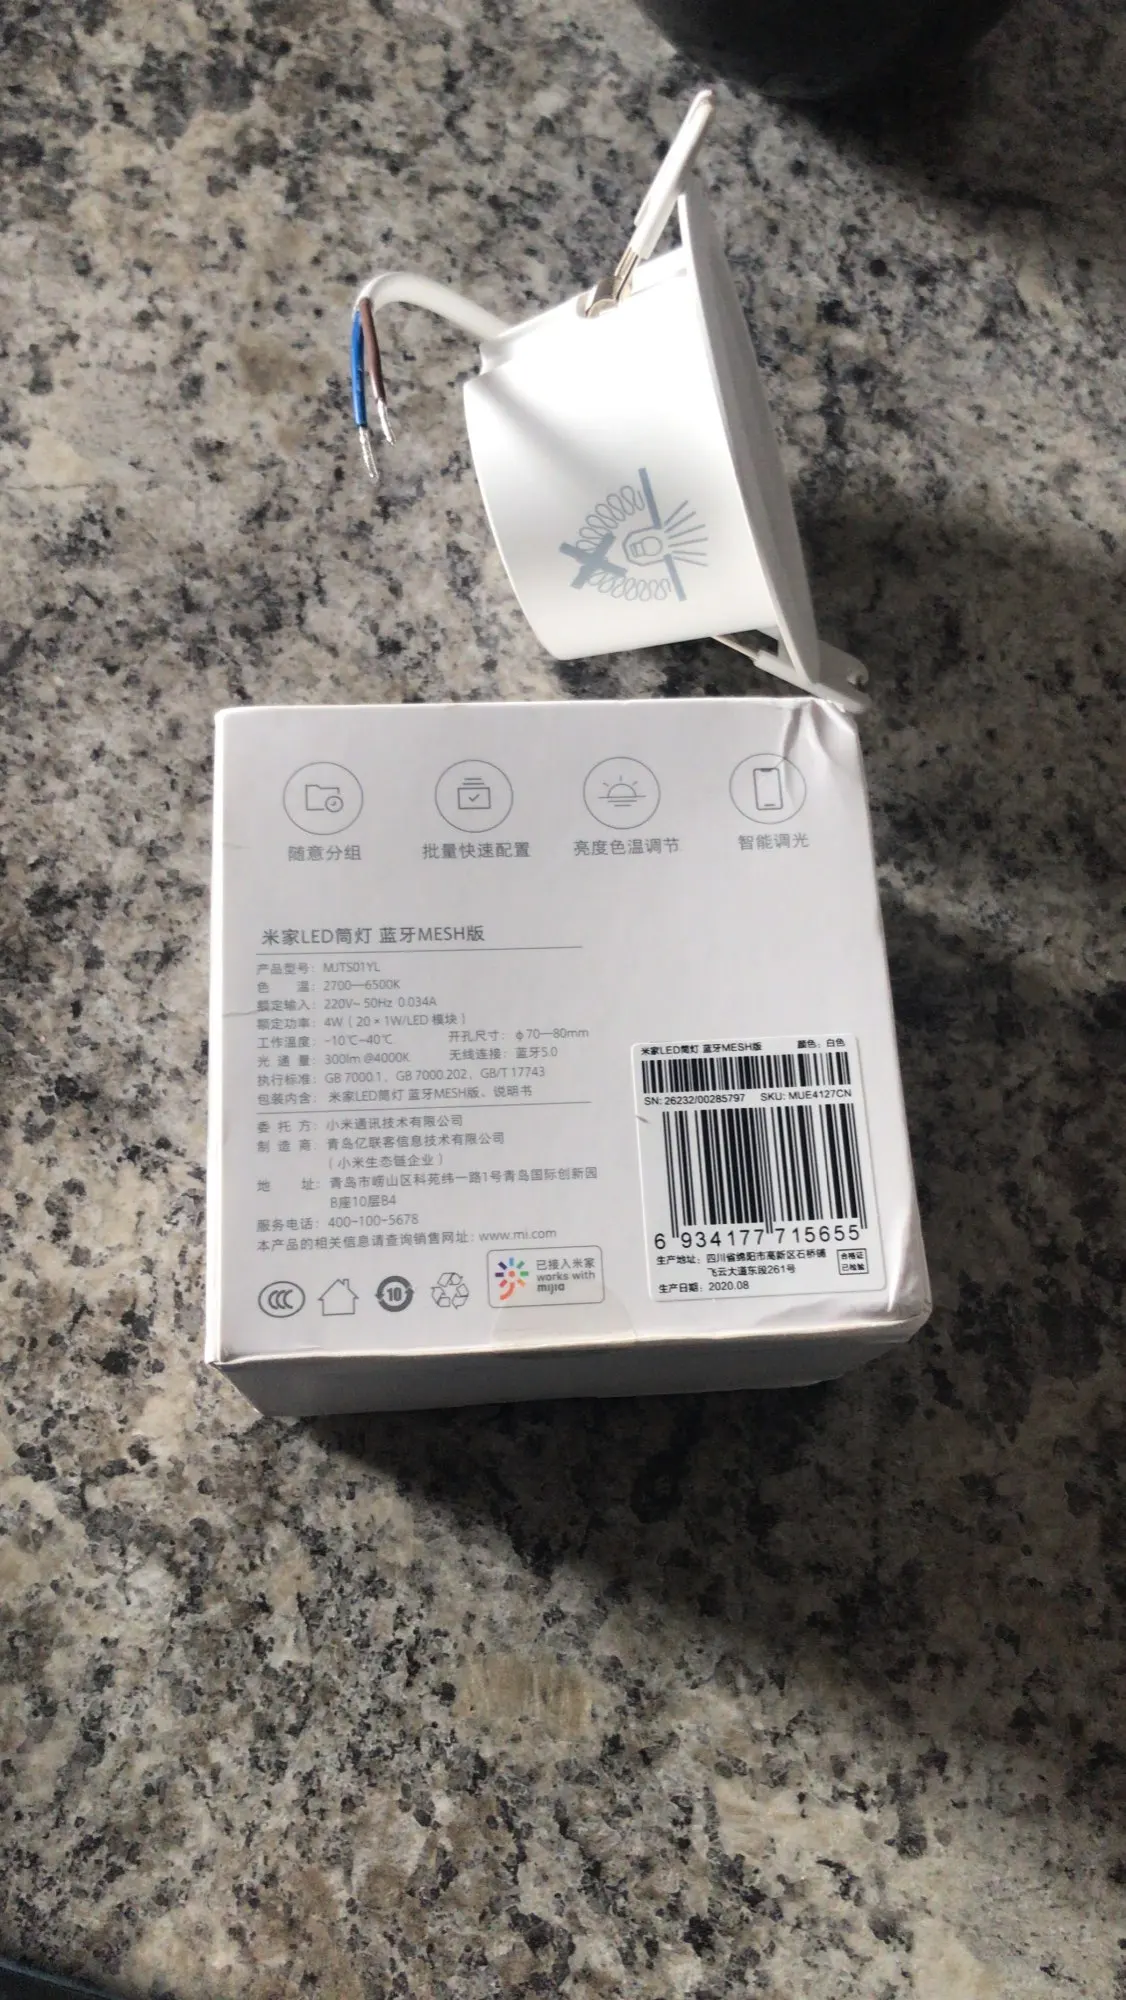 随意分组
批量快速配置
亮度色温调节
智能调光
米家LED筒灯 蓝牙MESH版
产品型号: MJTS01YL
色 温: 2700—6500K
额定输入: 220V~ 50Hz 0.034A
额定功率: 4W ( 20 × 1W/LED 模块 )
工作温度: -10℃~40℃ 开孔尺寸: ϕ70—80mm
光 通 量: 300lm @4000K 无线连接: 蓝牙5.0
执行标准: GB 7000.1、GB 7000.202、GB/T 17743
包装内含: 米家LED筒灯 蓝牙MESH版、说明书
委 托 方: 小米通讯技术有限公司
制 造 商: 青岛亿联客信息技术有限公司
( 小米生态链企业 )
地 址: 青岛市崂山区科苑纬一路1号青岛国际创新园
B座10层B4
服务电话: 400-100-5678
本产品的相关信息请查询销售网址: www.mi.com
CCC
10
已接入米家
works with
mijia
米家LED筒灯 蓝牙MESH版 颜色: 白色
SN: 26232/00285797 SKU: MUE4127CN
6 934177 715655
生产地址: 四川省绵阳市高新区石桥铺
飞云大道东段261号
合格证
已检验
生产日期: 2020.08